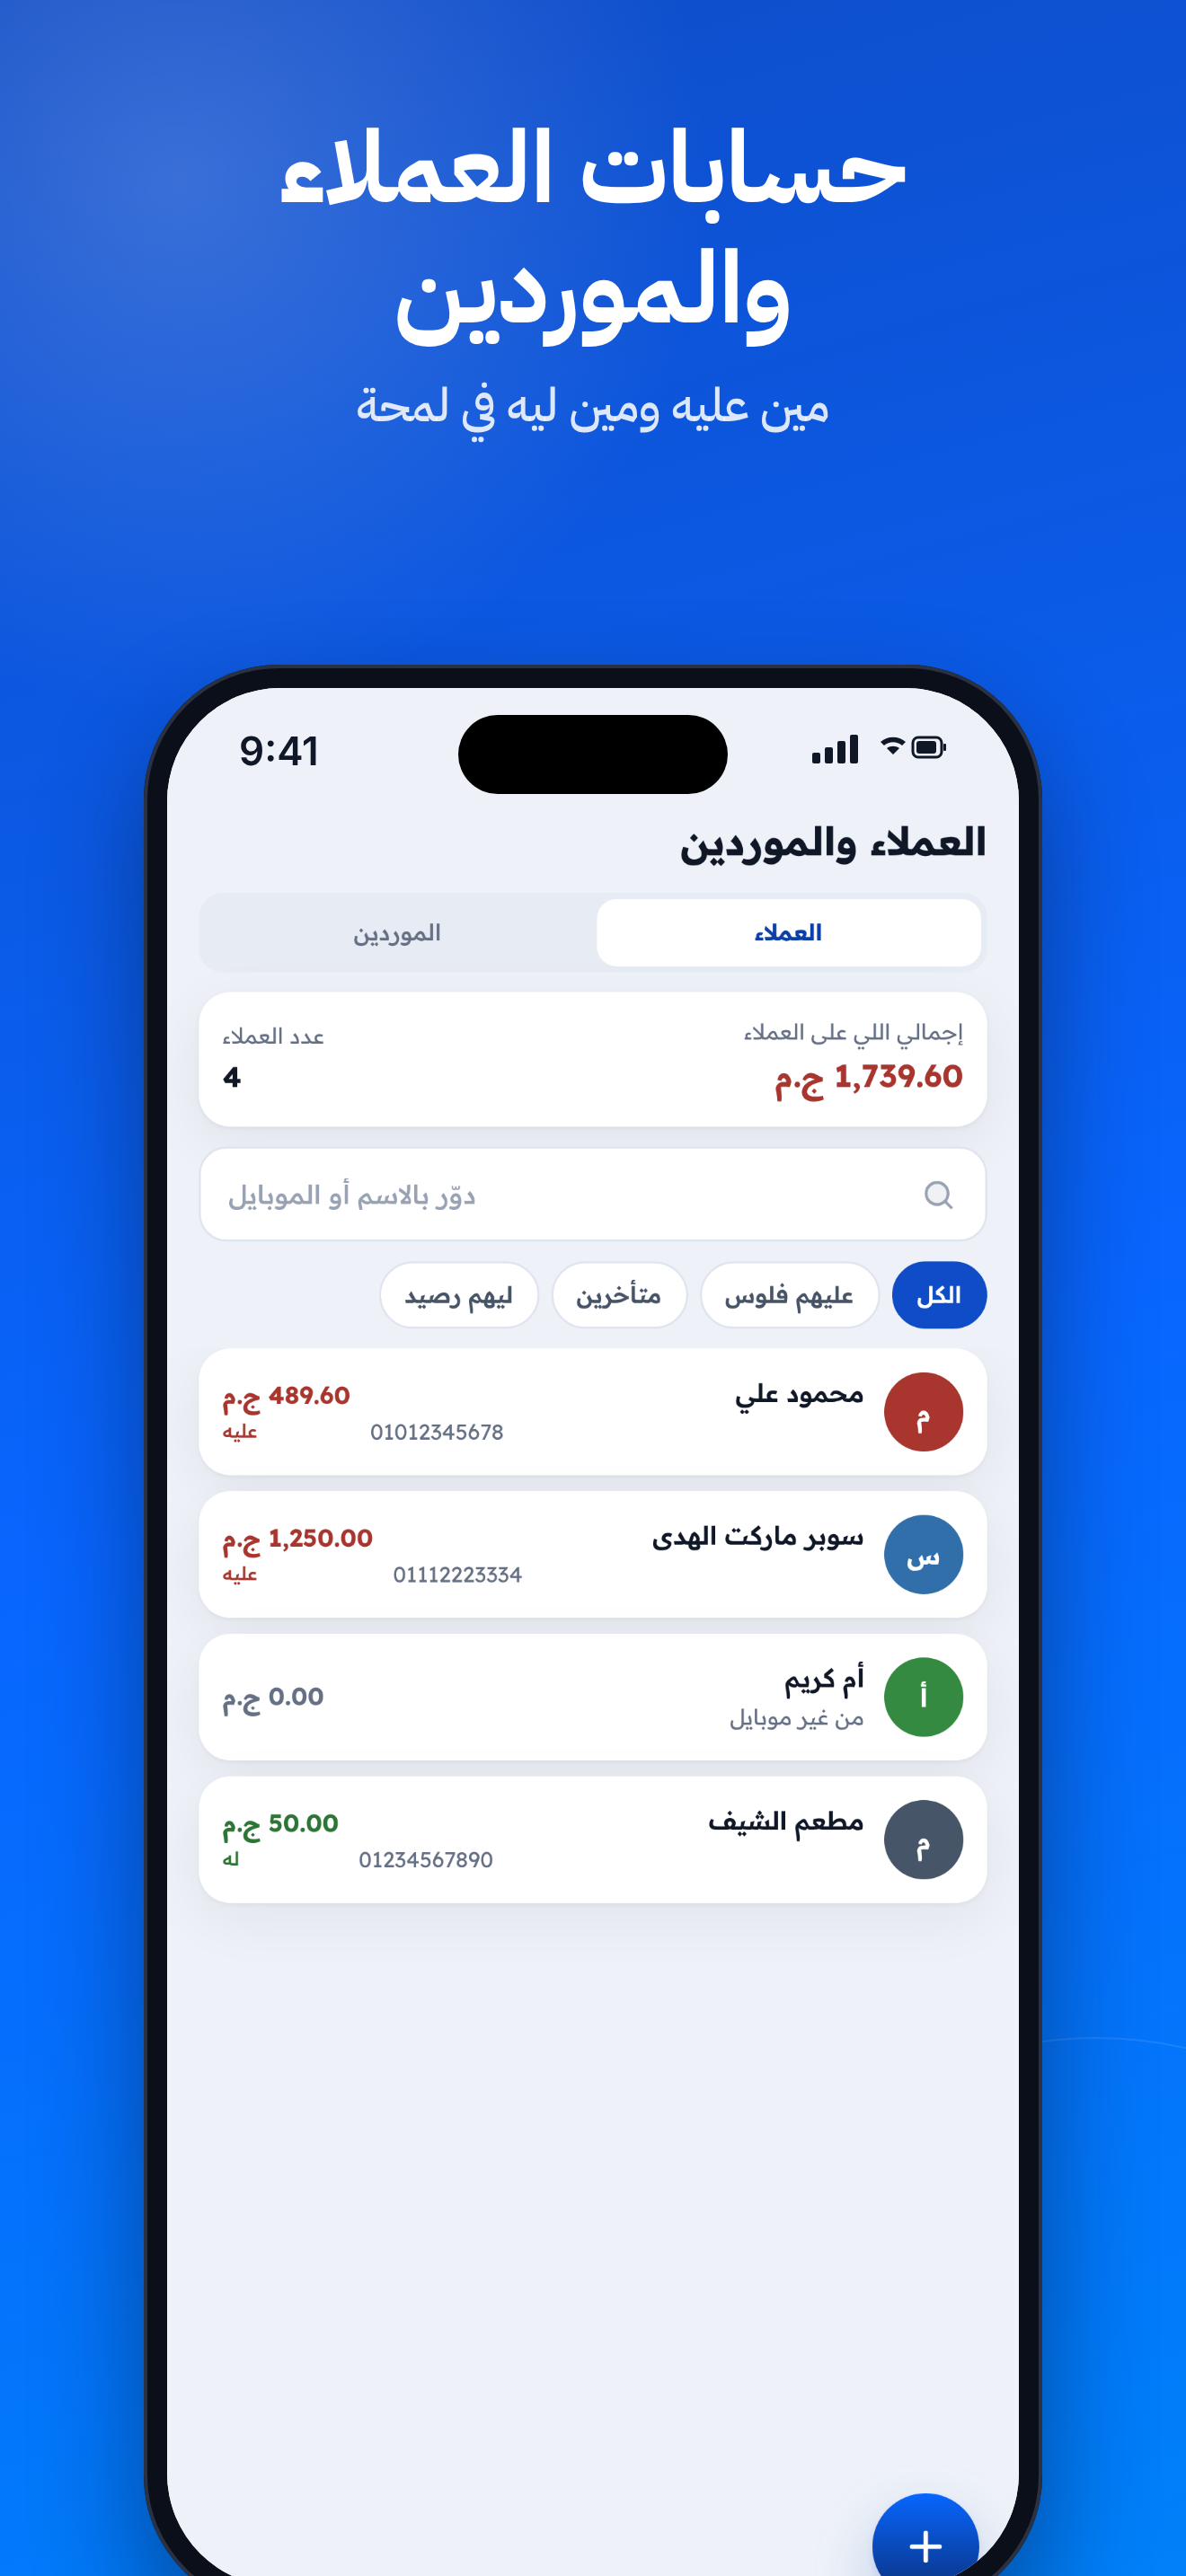 حسابات العملاء
والموردين
مين عليه ومين ليه في لمحة
9:41
العملاء والموردين
العملاء
الموردين
إجمالي اللي على العملاء
عدد العملاء
1,739.60 ج.م
4
دوّر بالاسم أو الموبايل
الكل
عليهم فلوس
متأخرين
ليهم رصيد
م
محمود علي
01012345678
489.60 ج.م
عليه
س
سوبر ماركت الهدى
01112223334
1,250.00 ج.م
عليه
أ
أم كريم
من غير موبايل
0.00 ج.م
م
مطعم الشيف
01234567890
50.00 ج.م
له